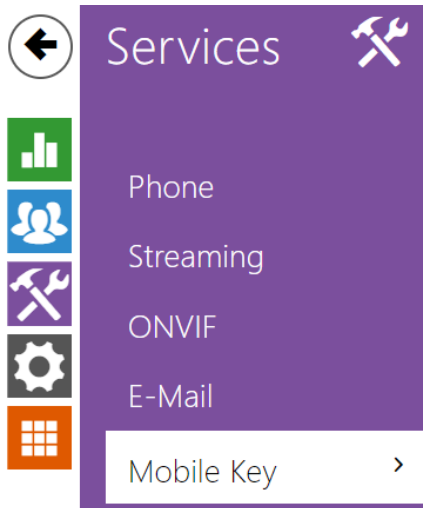 Services
Phone
Streaming
ONVIF
E-Mail
Mobile Key